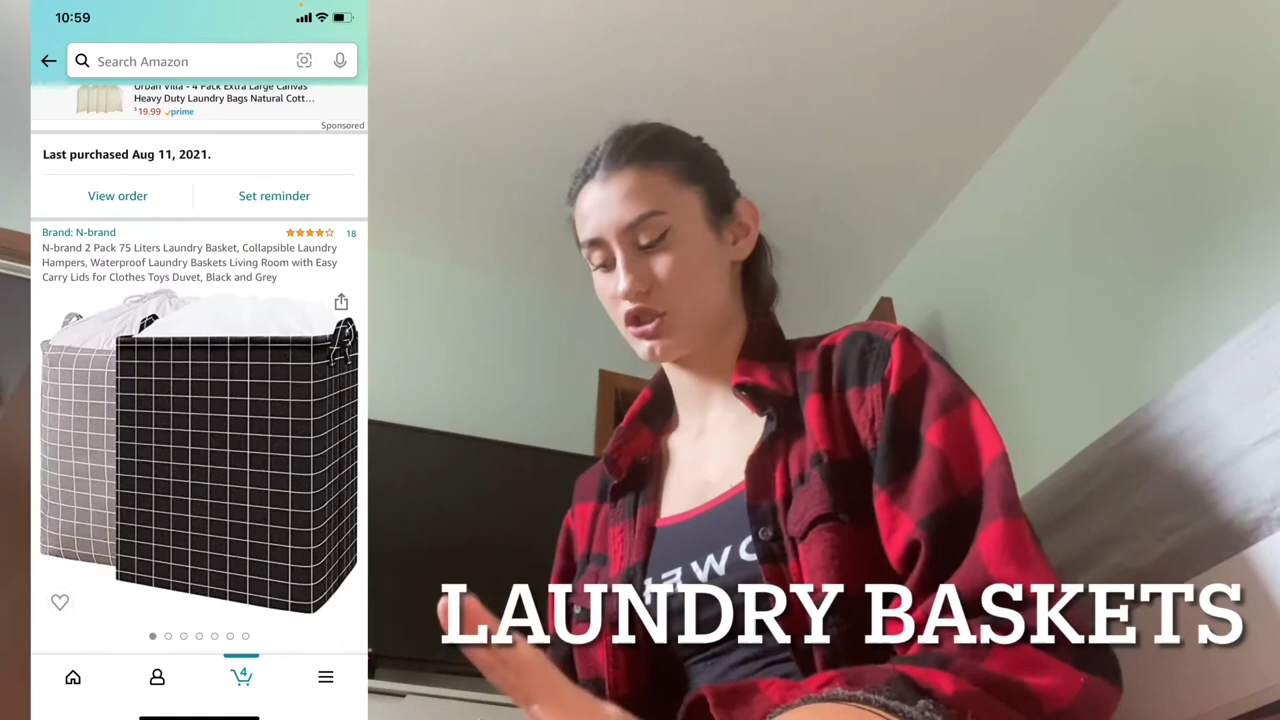 10:59
Search Amazon
Urban Villa - 4 Pack Extra Large Canvas
Heavy Duty Laundry Bags Natural Cott...
$19.99 prime
Sponsored
Last purchased Aug 11, 2021.
View order
Set reminder
Brand: N-brand
18
N-brand 2 Pack 75 Liters Laundry Basket, Collapsible Laundry
Hampers, Waterproof Laundry Baskets Living Room with Easy
Carry Lids for Clothes Toys Duvet, Black and Grey
4
LAUNDRY BASKETS